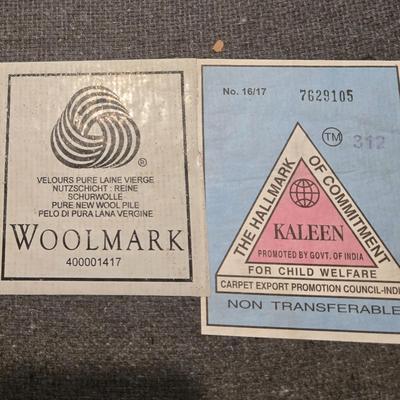 VELOURS PURE LAINE VIERGE
NUTZSCHICHT : REINE
SCHURWOLLE
PURE NEW WOOL PILE
PELO DI PURA LANA VERGINE
WOOLMARK
400001417
®
No. 16/17
7629105
TM
312
THE HALLMARK
OF COMMITMENT
KALEEN
PROMOTED BY GOVT. OF INDIA
FOR CHILD WELFARE
CARPET EXPORT PROMOTION COUNCIL-INDI
NON TRANSFERABLE